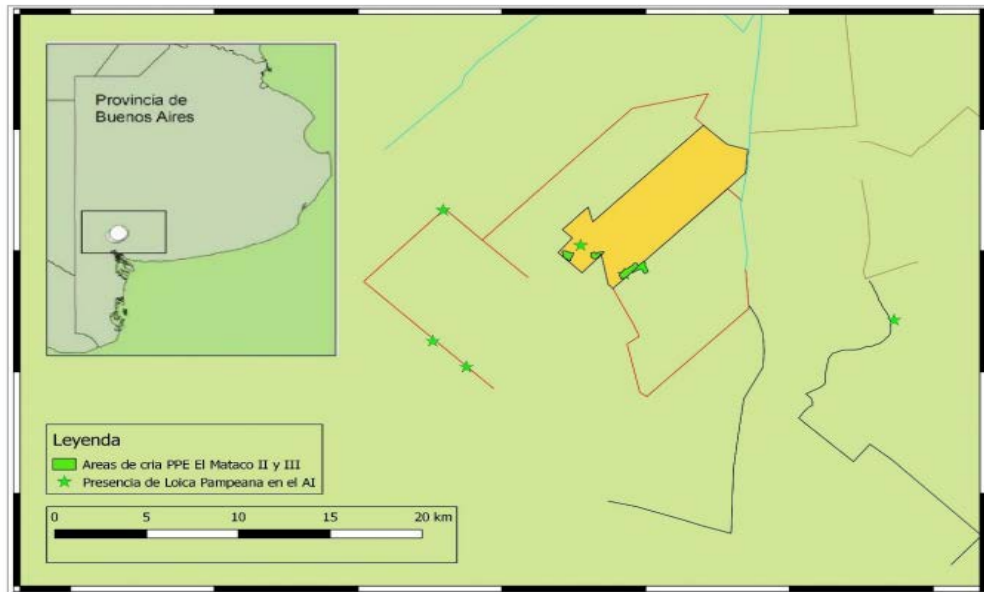 Provincia de
Buenos Aires
Leyenda
Areas de cria PPE El Mataco II y III
Presencia de Loica Pampeana en el AI
0 5 10 15 20 km